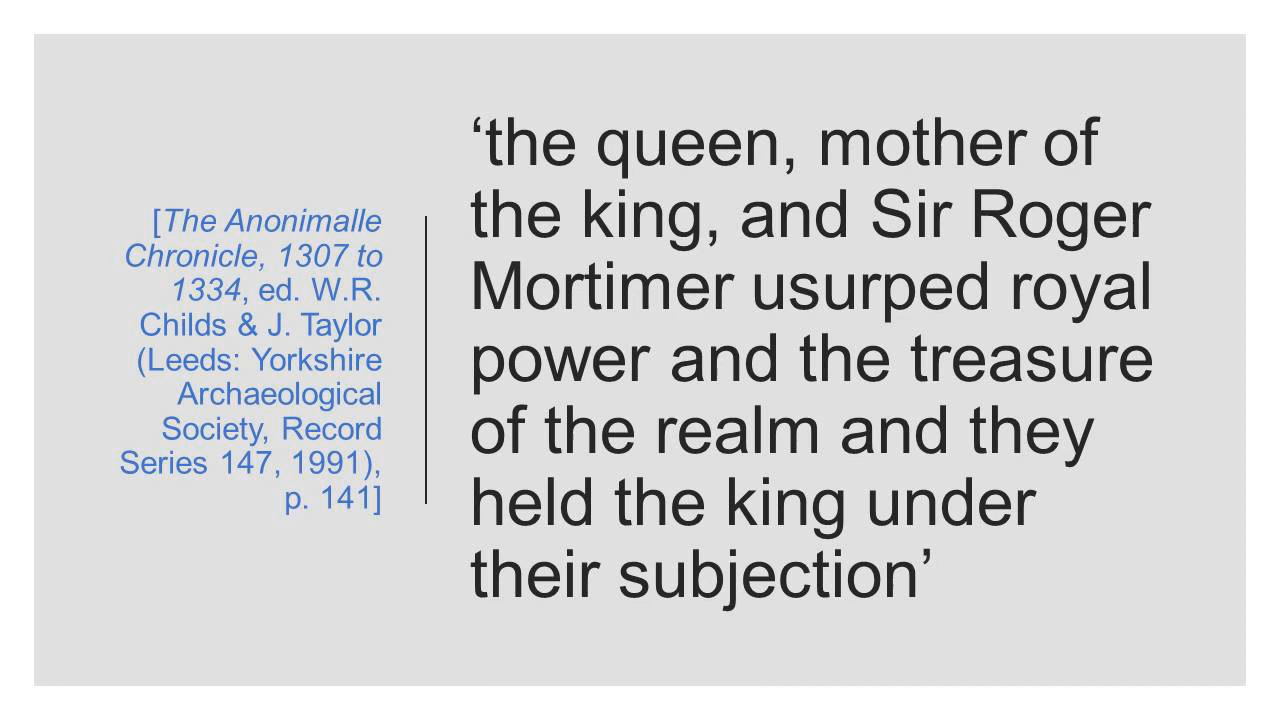 [The Anonimalle
Chronicle, 1307 to
1334, ed. W.R.
Childs & J. Taylor
(Leeds: Yorkshire
Archaeological
Society, Record
Series 147, 1991),
p. 141]
‘the queen, mother of
the king, and Sir Roger
Mortimer usurped royal
power and the treasure
of the realm and they
held the king under
their subjection’